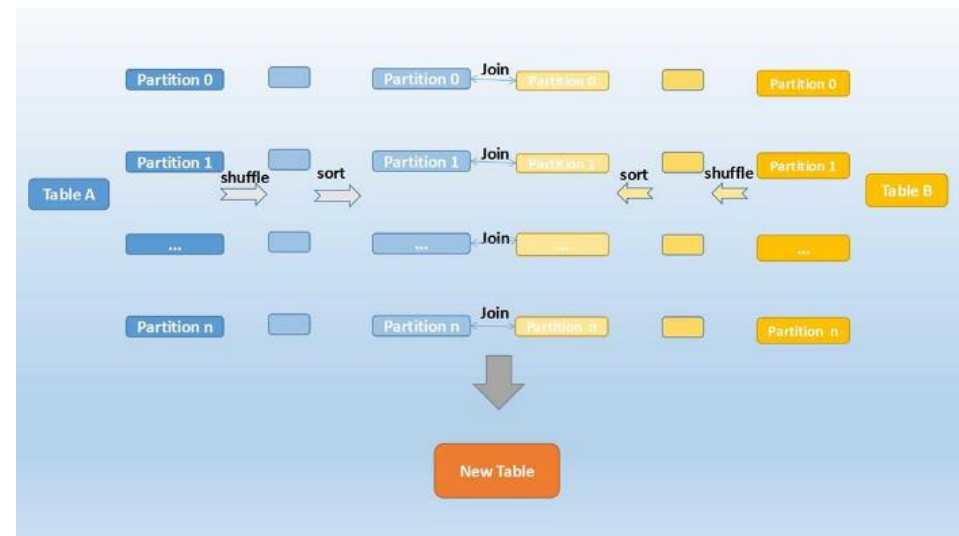 Partition 0
Partition 0
Join
Partition 0
Partition 0
Partition 1
Partition 1
Join
Partition 1
Partition 1
Table A
shuffle
sort
sort
shuffle
Table B
...
...
Join
...
...
Partition n
Partition n
Join
Partition n
Partition n
New Table